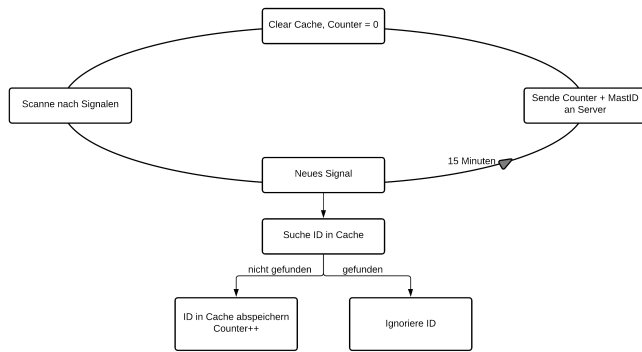 Clear Cache, Counter = 0
Scanne nach Signalen
Sende Counter + MastID
an Server
15 Minuten
Neues Signal
Suche ID in Cache
nicht gefunden
gefunden
ID in Cache abspeichern
Counter++
Ignoriere ID